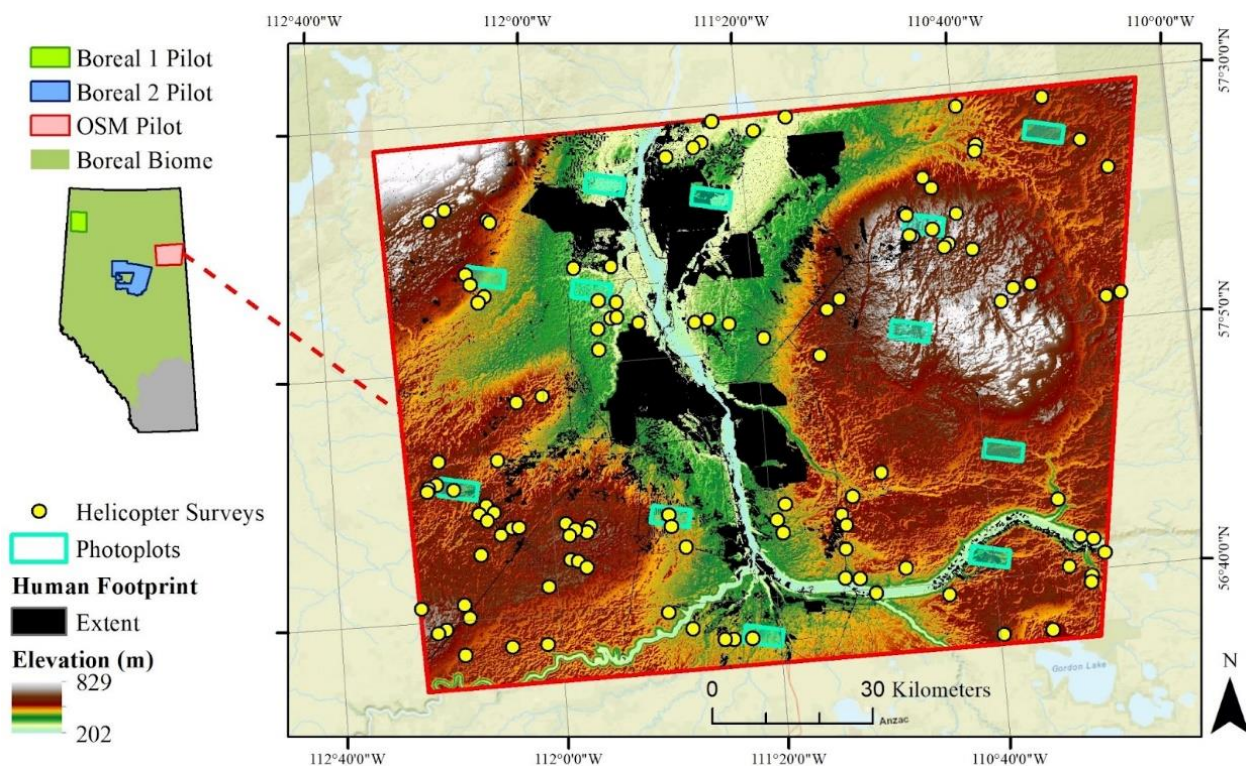 112°40'0"W 112°0'0"W 111°20'0"W 110°40'0"W 110°0'0"W
Boreal 1 Pilot
Boreal 2 Pilot
OSM Pilot
Boreal Biome
57°30'0"N
57°5'0"N
56°40'0"N
Helicopter Surveys
Photoplots
Human Footprint
Extent
Elevation (m)
829
202
Gordon Lake
N
0 30 Kilometers
Anzac
112°40'0"W 112°0'0"W 111°20'0"W 110°40'0"W